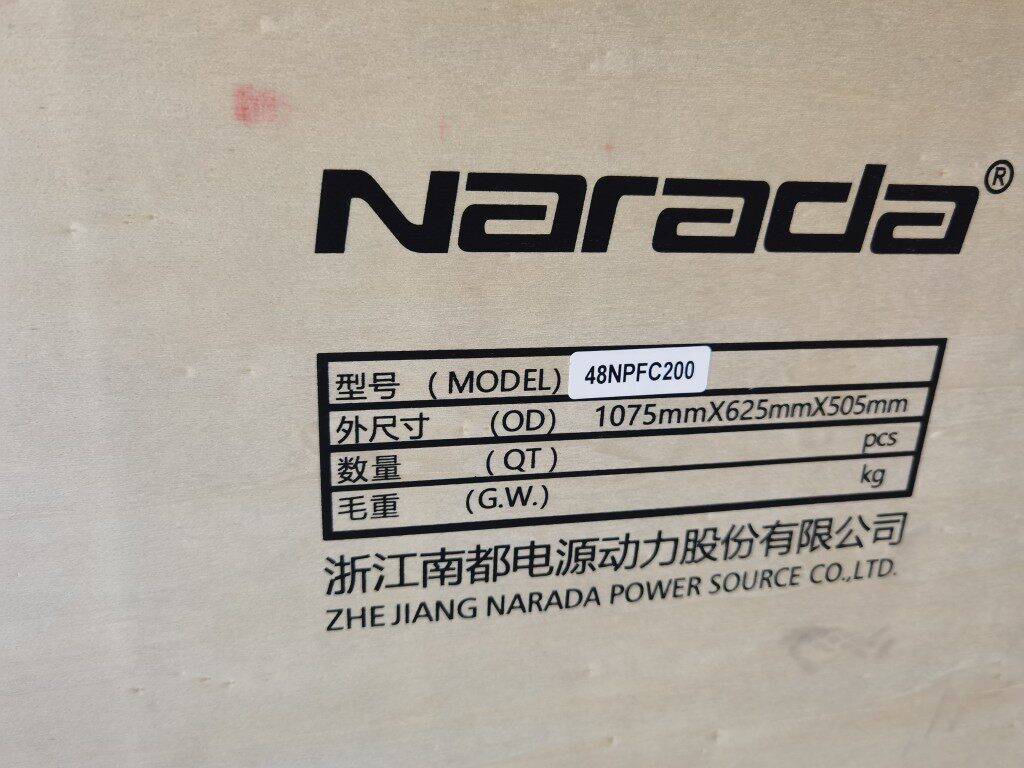 Narada®
型号 (MODEL) 48NPFC200
外尺寸 (OD) 1075mmX625mmX505mm
数量 (QT) pcs
毛重 (G.W.) kg
浙江南都电源动力股份有限公司
ZHE JIANG NARADA POWER SOURCE CO.,LTD.